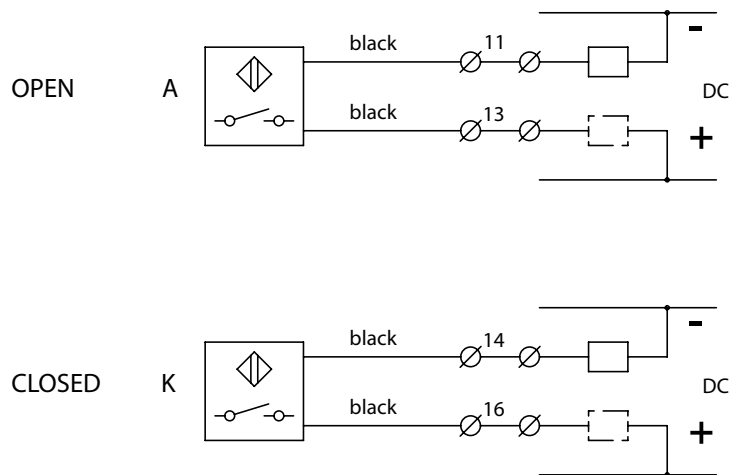 black 11 -
OPEN A DC
black 13 +
black 14 -
CLOSED K DC
black 16 +